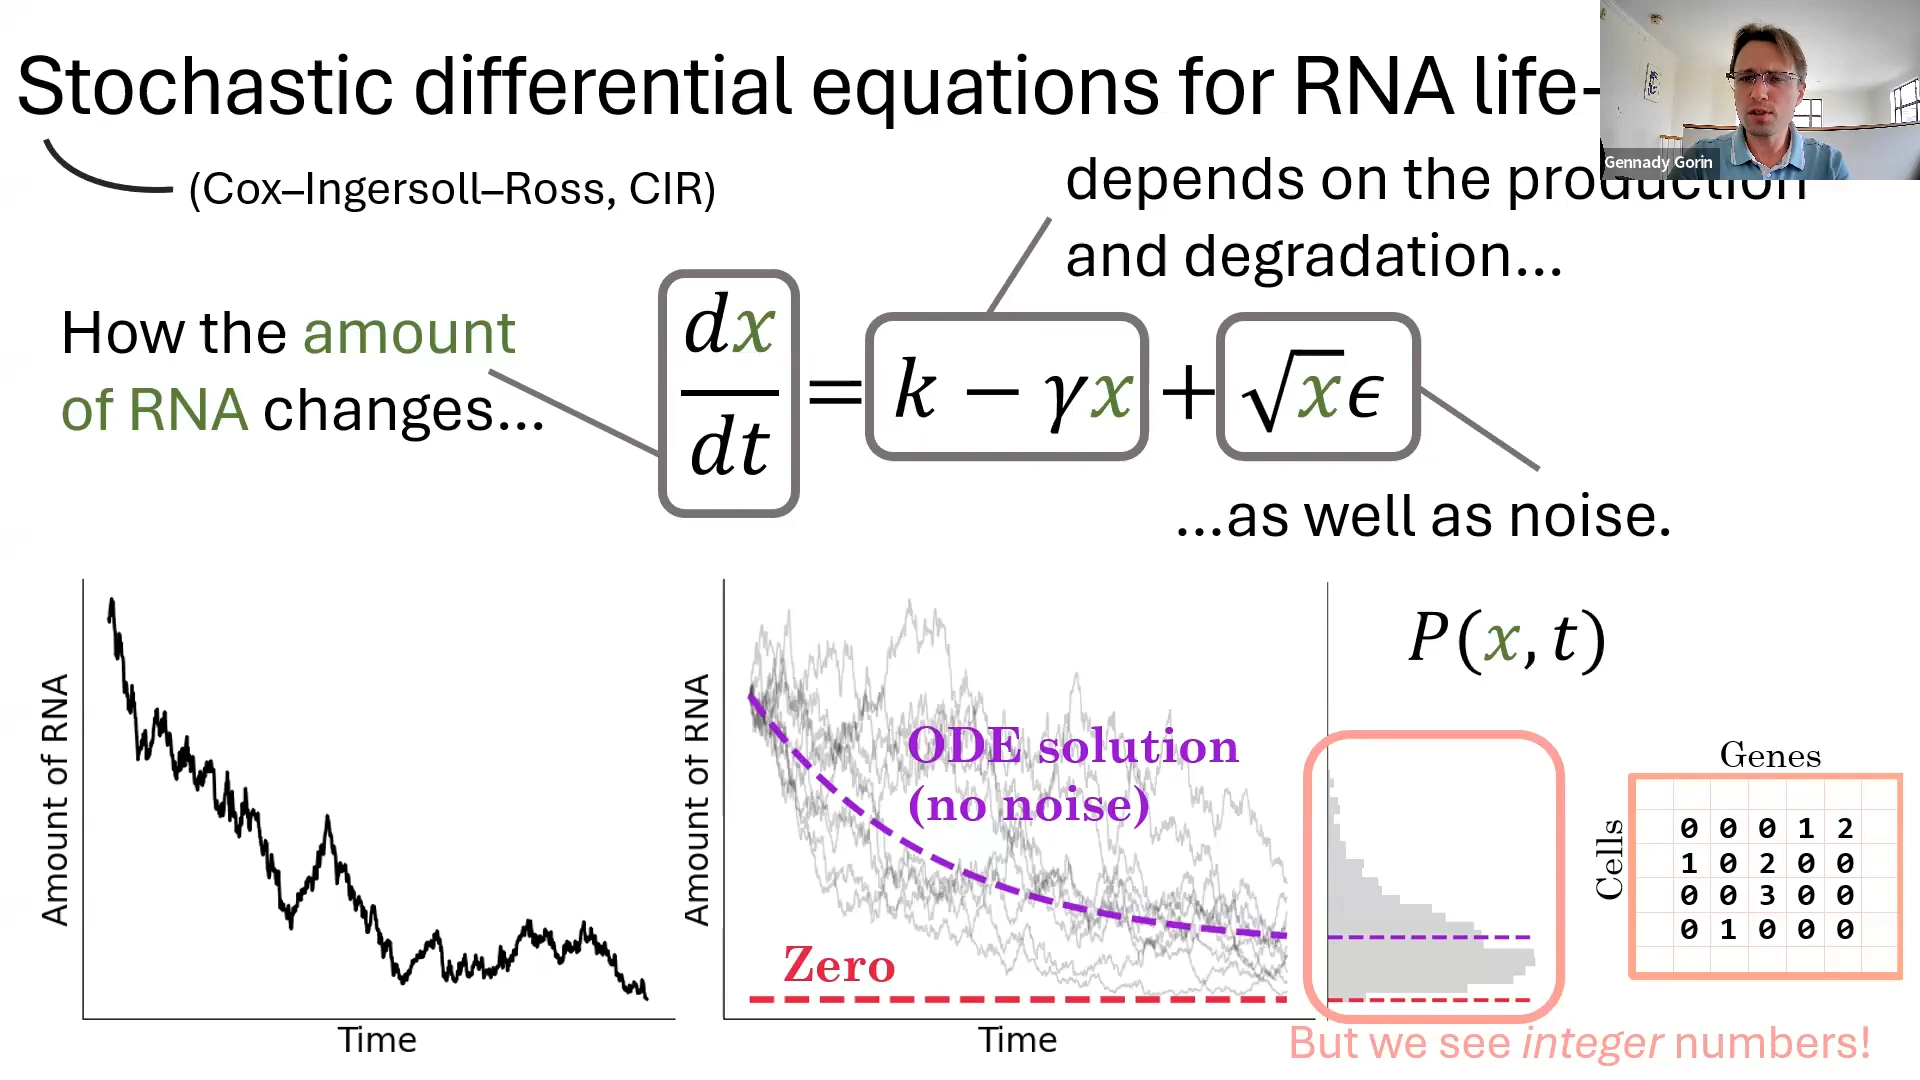 Stochastic differential equations for RNA life-
Gennady Gorin
(Cox–Ingersoll–Ross, CIR)
depends on the production
and degradation...
How the amount
of RNA changes...
dx/dt = k − γx + √x ϵ
...as well as noise.
Amount of RNA
Time
Amount of RNA
ODE solution
(no noise)
Zero
Time
P(x, t)
Genes
Cells
0 0 0 1 2
1 0 2 0 0
0 0 3 0 0
0 1 0 0 0
But we see integer numbers!